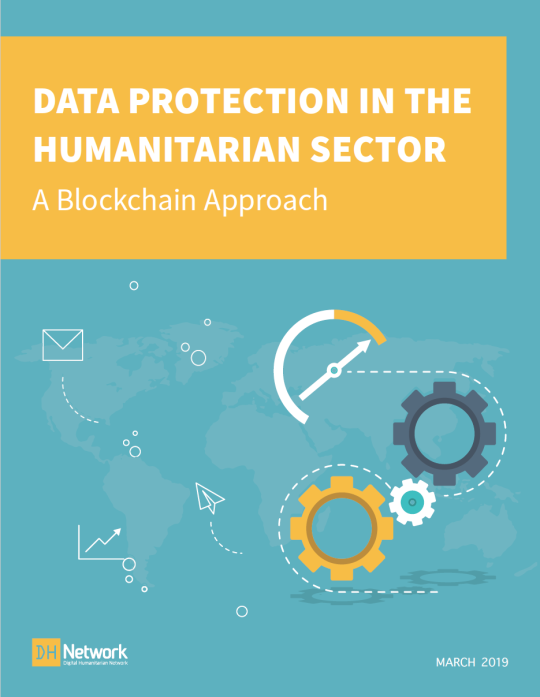 DATA PROTECTION IN THE
HUMANITARIAN SECTOR
A Blockchain Approach
DH Network
Digital Humanitarian Network
MARCH 2019